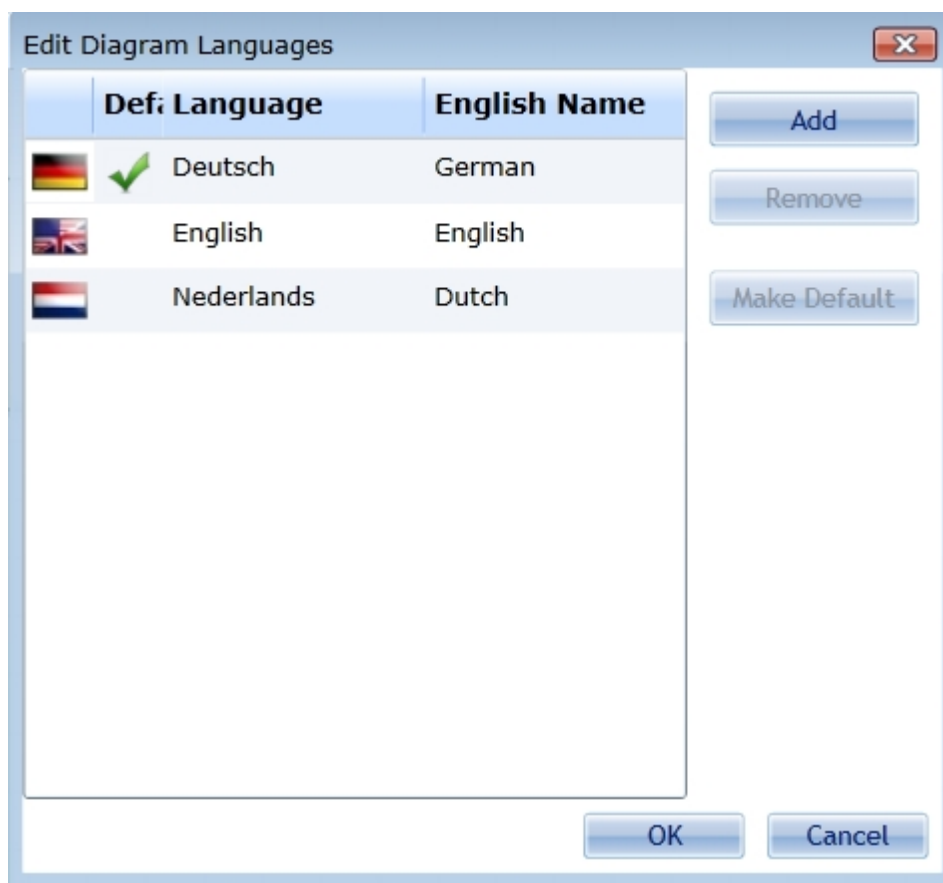 Edit Diagram Languages
Defa Language English Name
Deutsch German
English English
Nederlands Dutch
Add
Remove
Make Default
OK Cancel